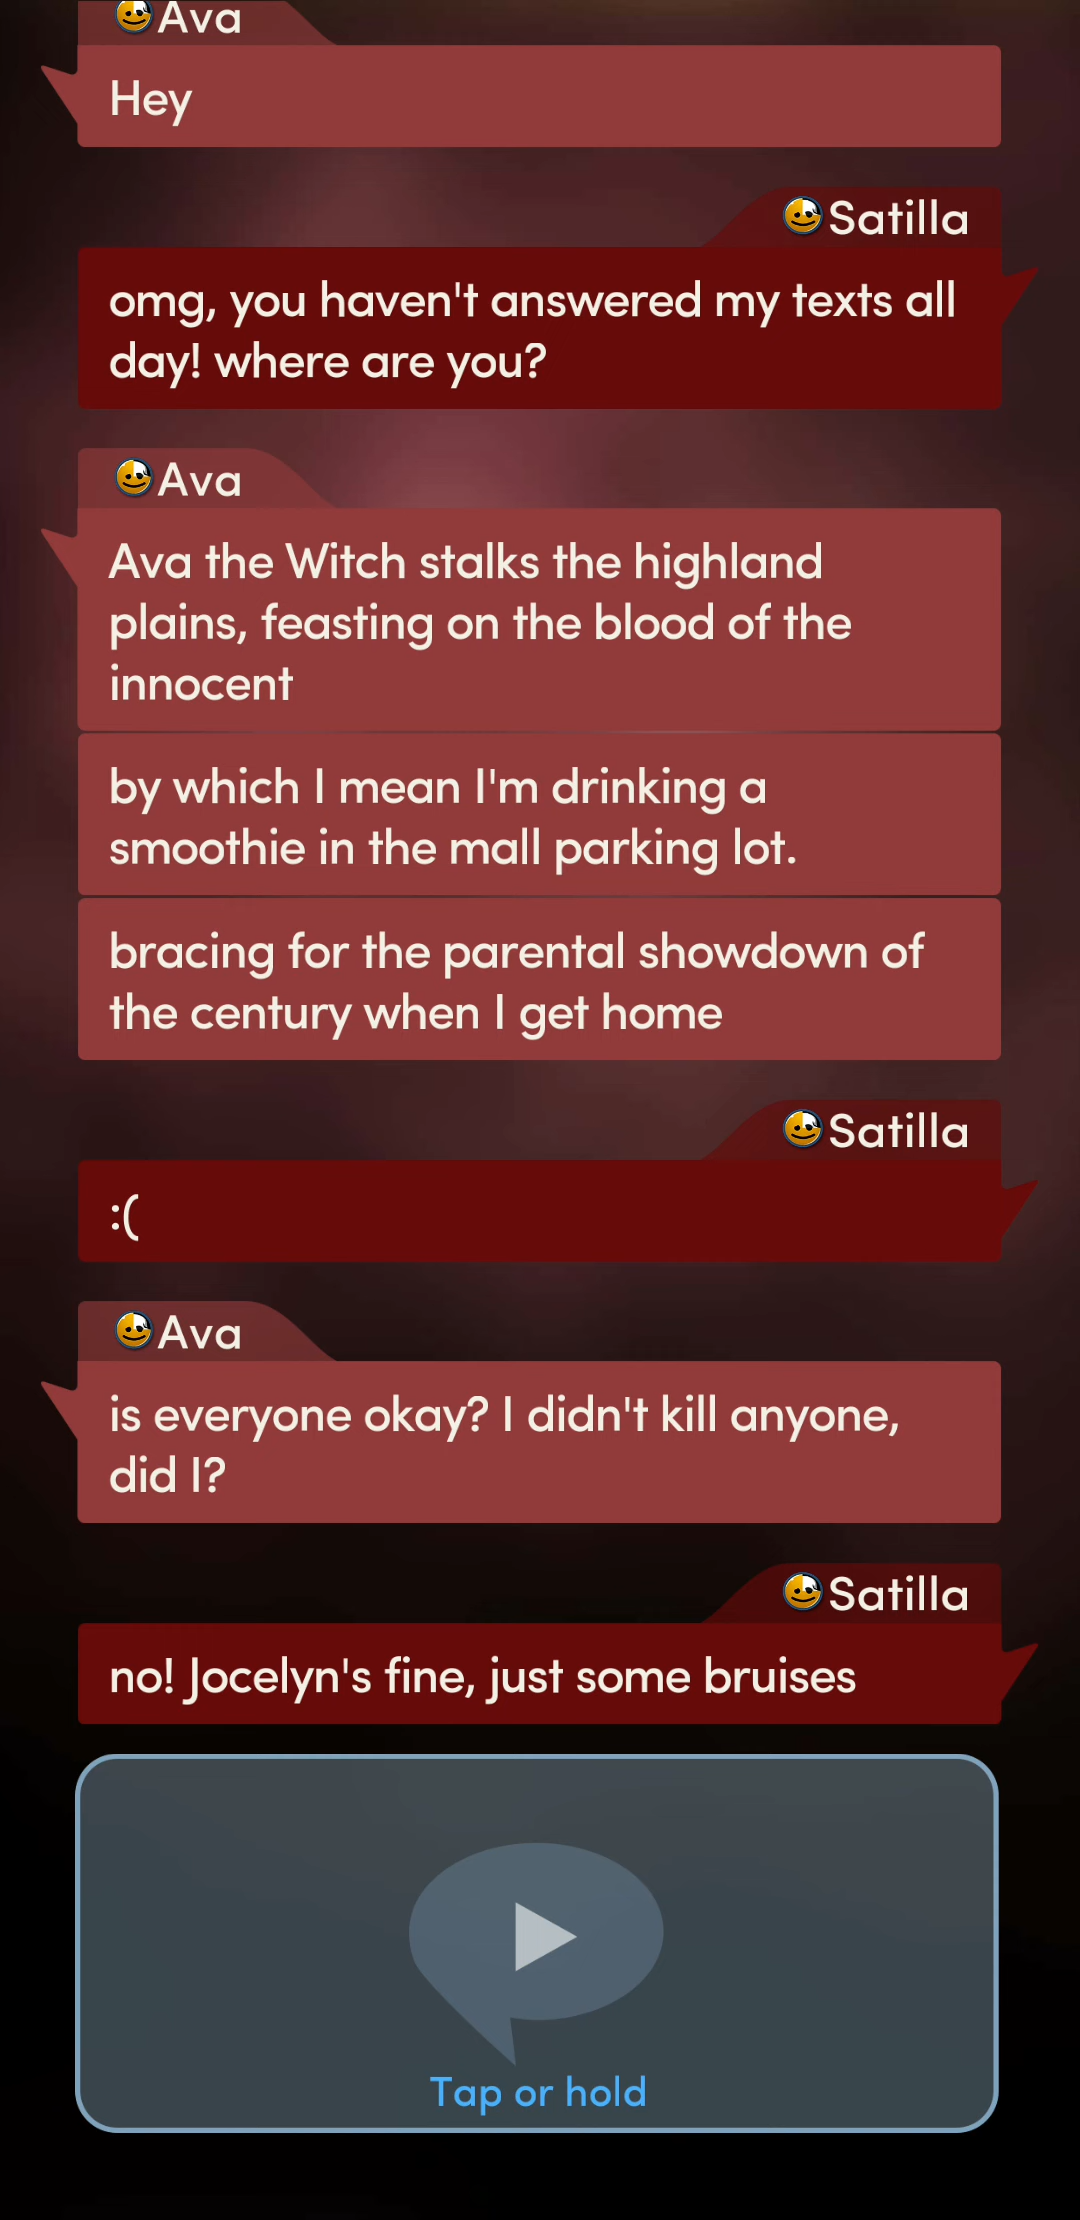 Ava
Hey
Satilla
omg, you haven't answered my texts all
day! where are you?
Ava
Ava the Witch stalks the highland
plains, feasting on the blood of the
innocent
by which I mean I'm drinking a
smoothie in the mall parking lot.
bracing for the parental showdown of
the century when I get home
Satilla
:(
Ava
is everyone okay? I didn't kill anyone,
did I?
Satilla
no! Jocelyn's fine, just some bruises
Tap or hold